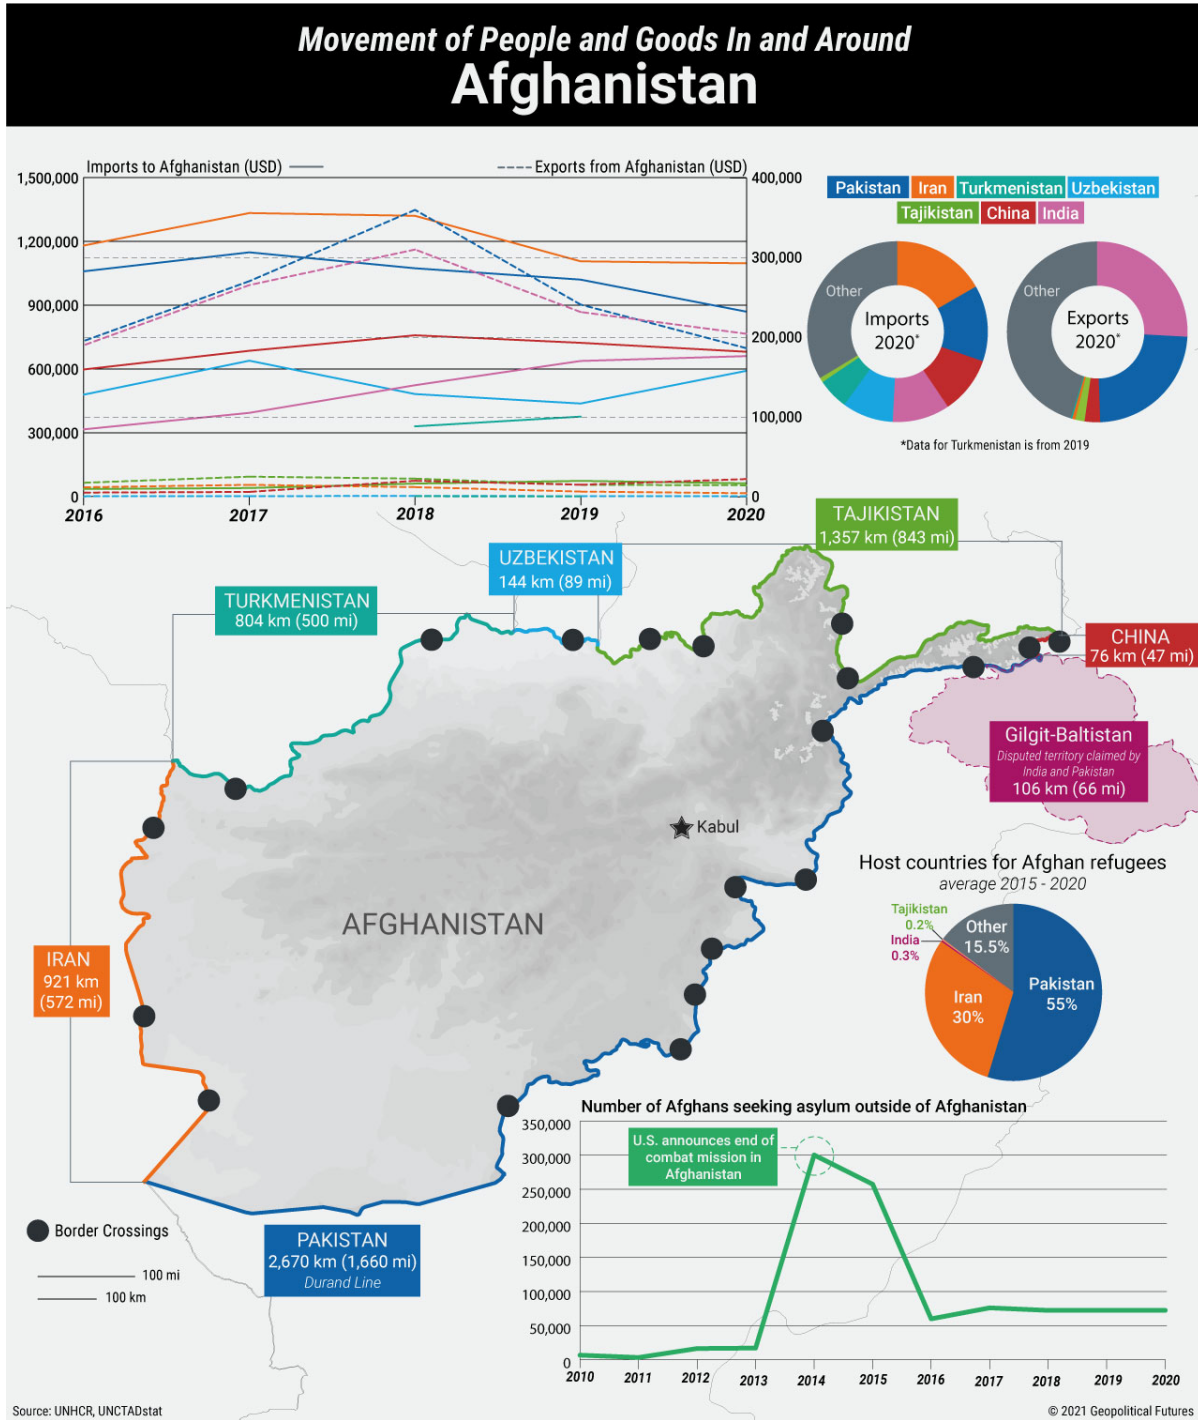 Movement of People and Goods In and Around
Afghanistan
Imports to Afghanistan (USD)
Exports from Afghanistan (USD)
1,500,000
1,200,000
900,000
600,000
300,000
0
400,000
300,000
200,000
100,000
0
2016
2017
2018
2019
2020
Pakistan
Iran
Turkmenistan
Uzbekistan
Tajikistan
China
India
Other
Imports
2020*
Other
Exports
2020*
*Data for Turkmenistan is from 2019
TAJIKISTAN
1,357 km (843 mi)
UZBEKISTAN
144 km (89 mi)
TURKMENISTAN
804 km (500 mi)
CHINA
76 km (47 mi)
Gilgit-Baltistan
Disputed territory claimed by
India and Pakistan
106 km (66 mi)
Kabul
AFGHANISTAN
IRAN
921 km
(572 mi)
Host countries for Afghan refugees
average 2015 - 2020
Tajikistan
0.2%
India
0.3%
Other
15.5%
Iran
30%
Pakistan
55%
Number of Afghans seeking asylum outside of Afghanistan
350,000
300,000
250,000
200,000
150,000
100,000
50,000
0
U.S. announces end of
combat mission in
Afghanistan
2010
2011
2012
2013
2014
2015
2016
2017
2018
2019
2020
Border Crossings
100 mi
100 km
PAKISTAN
2,670 km (1,660 mi)
Durand Line
Source: UNHCR, UNCTADstat
© 2021 Geopolitical Futures